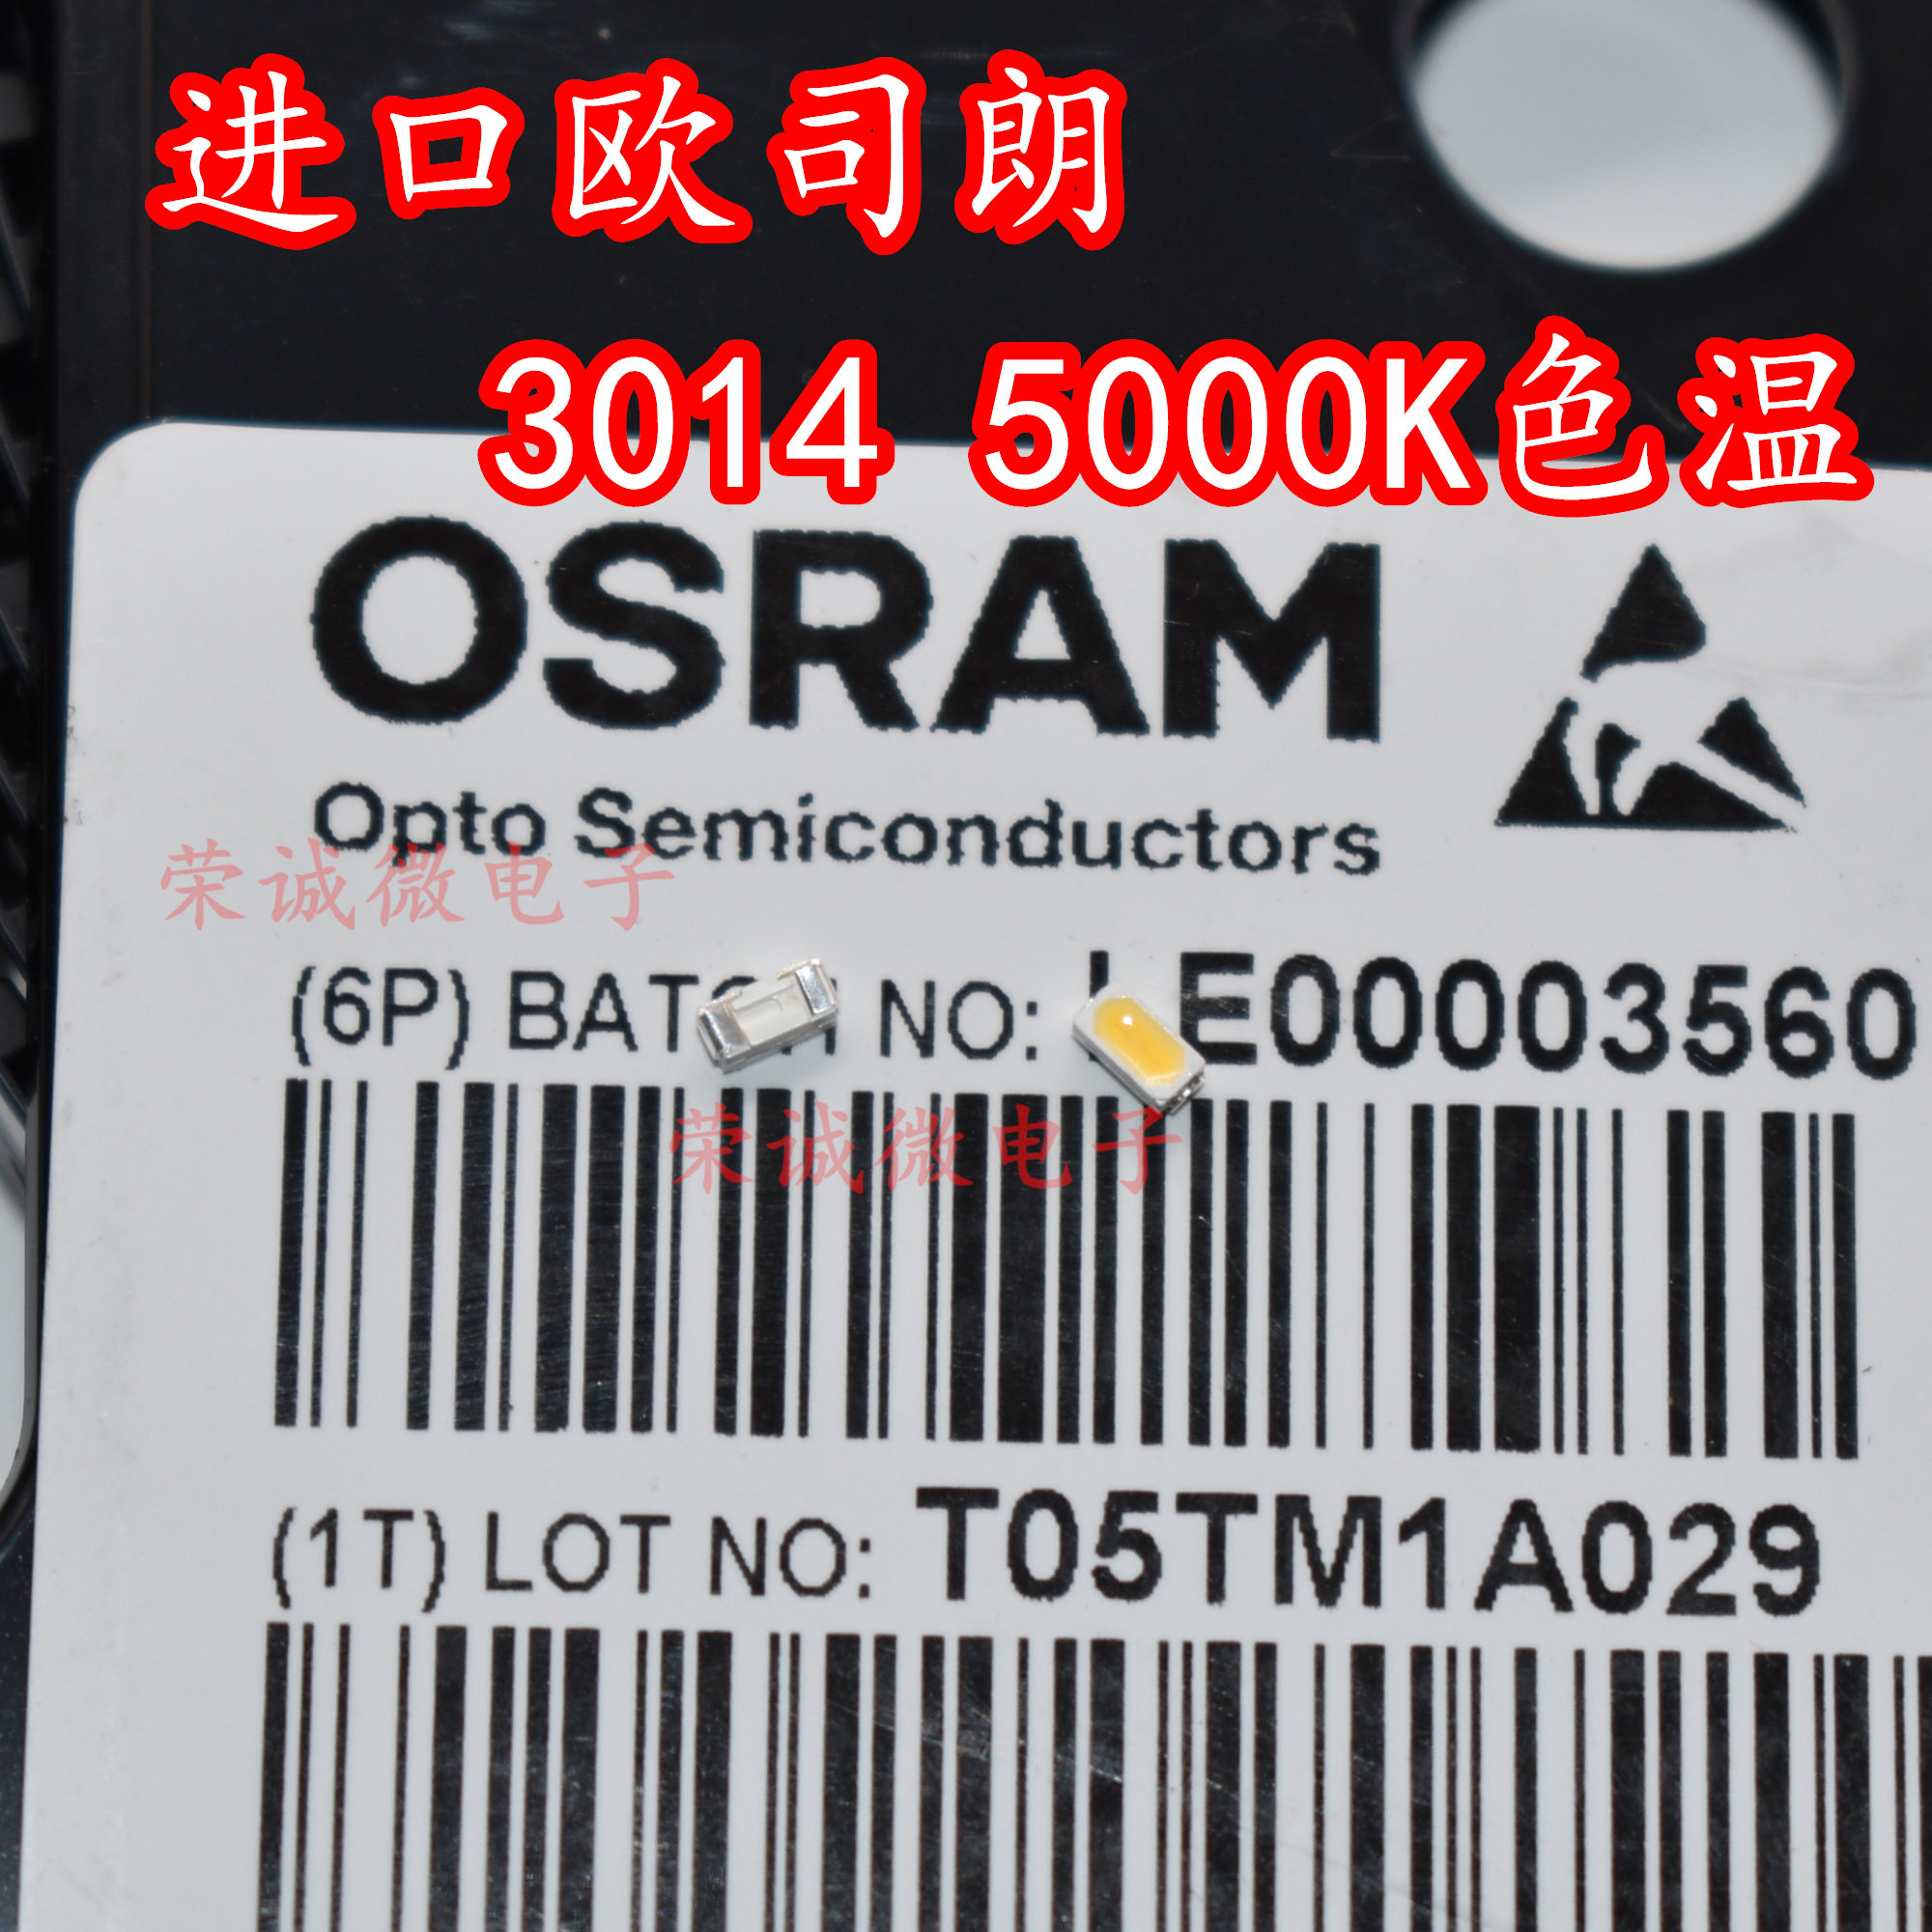 进口欧司朗
3014 5000K色温
OSRAM
Opto Semiconductors
荣诚微电子
(6P) BATCH NO: LE00003560
荣诚微电子
(1T) LOT NO: T05TM1A029